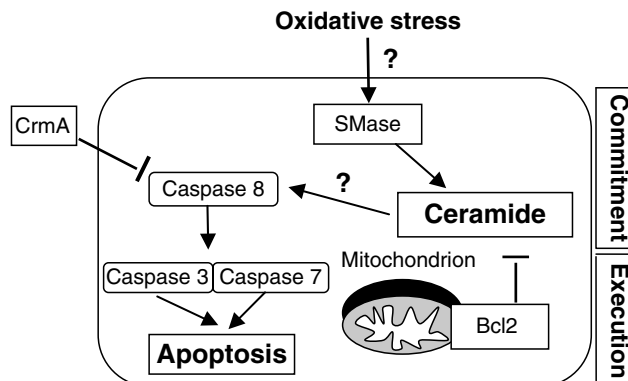 Oxidative stress
?
CrmA
SMase
Commitment
Caspase 8
?
Ceramide
Caspase 3
Caspase 7
Mitochondrion
Bcl2
Execution
Apoptosis